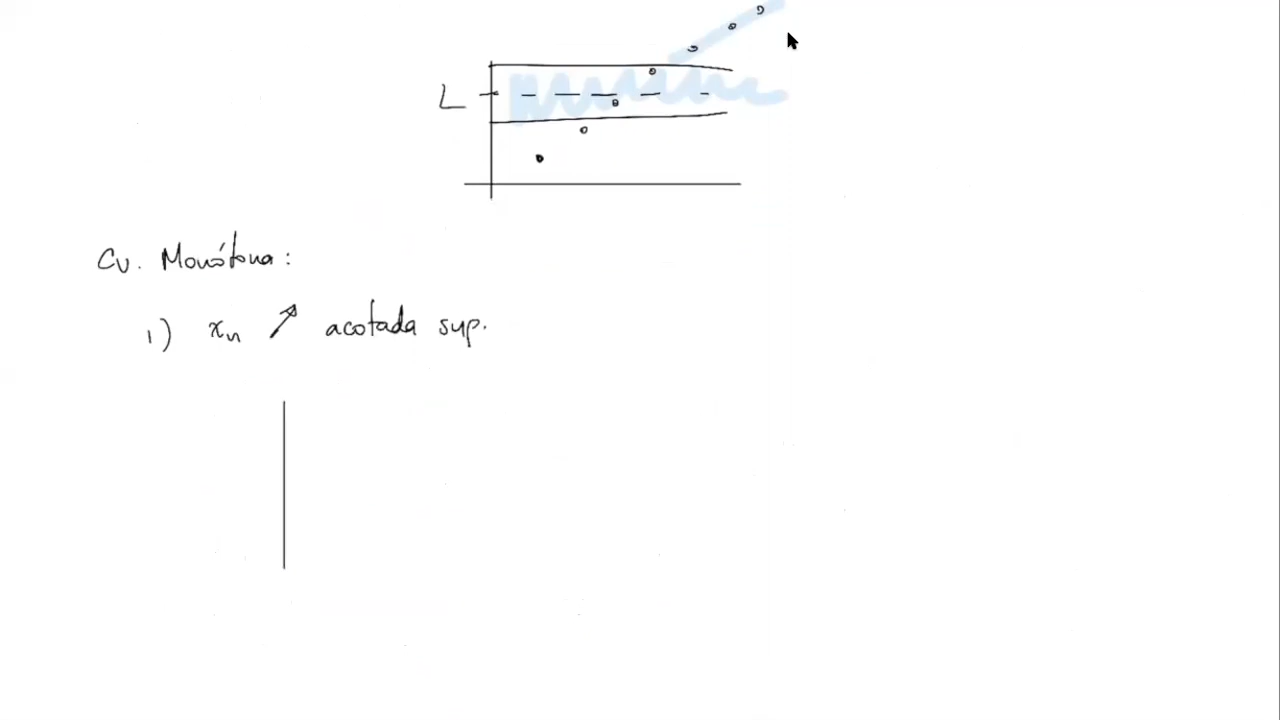 L
Cv. Monótona:
1) xn ↗ acotada sup.